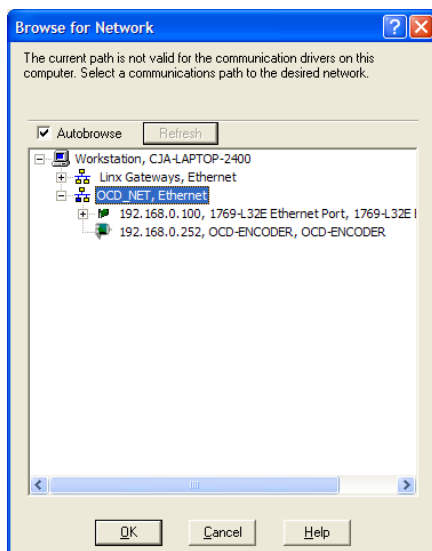 Browse for Network
The current path is not valid for the communication drivers on this
computer. Select a communications path to the desired network.
Autobrowse
Refresh
Workstation, CJA-LAPTOP-2400
Linx Gateways, Ethernet
OCD_NET, Ethernet
192.168.0.100, 1769-L32E Ethernet Port, 1769-L32E
192.168.0.252, OCD-ENCODER, OCD-ENCODER
OK
Cancel
Help